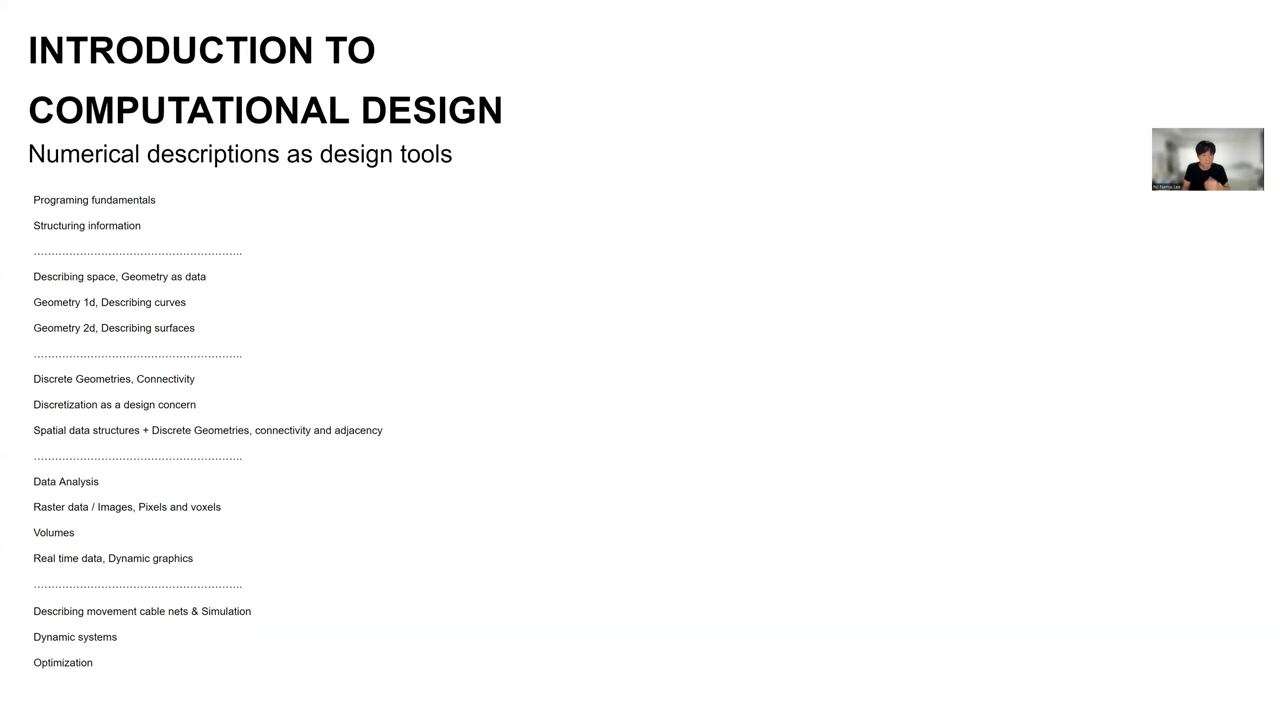 INTRODUCTION TO
COMPUTATIONAL DESIGN
Numerical descriptions as design tools
Programing fundamentals
Structuring information
…………………………………………………..
Describing space, Geometry as data
Geometry 1d, Describing curves
Geometry 2d, Describing surfaces
…………………………………………………..
Discrete Geometries, Connectivity
Discretization as a design concern
Spatial data structures + Discrete Geometries, connectivity and adjacency
…………………………………………………..
Data Analysis
Raster data / Images, Pixels and voxels
Volumes
Real time data, Dynamic graphics
…………………………………………………..
Describing movement cable nets & Simulation
Dynamic systems
Optimization